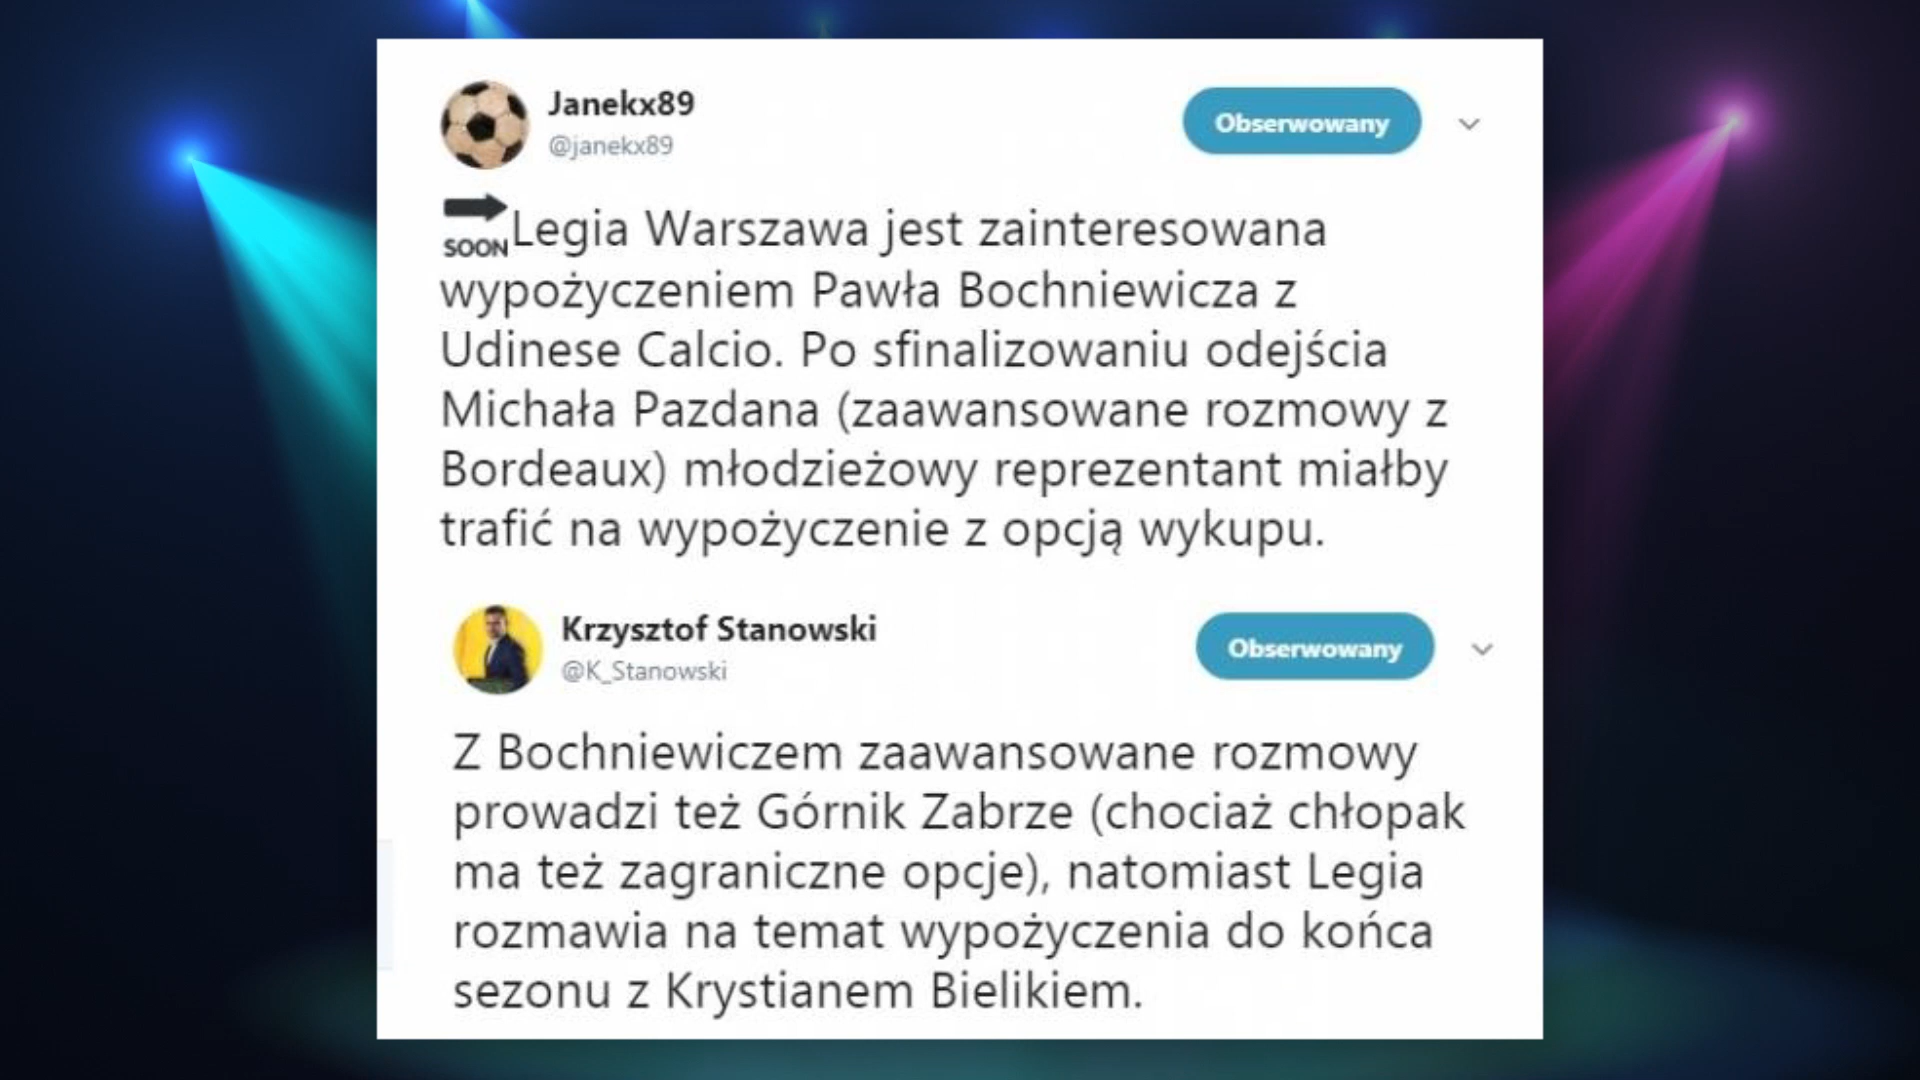 Janekx89
@janekx89
Obserwowany
SOON Legia Warszawa jest zainteresowana
wypożyczeniem Pawła Bochniewicza z
Udinese Calcio. Po sfinalizowaniu odejścia
Michała Pazdana (zaawansowane rozmowy z
Bordeaux) młodzieżowy reprezentant miałby
trafić na wypożyczenie z opcją wykupu.
Krzysztof Stanowski
@K_Stanowski
Obserwowany
Z Bochniewiczem zaawansowane rozmowy
prowadzi też Górnik Zabrze (chociaż chłopak
ma też zagraniczne opcje), natomiast Legia
rozmawia na temat wypożyczenia do końca
sezonu z Krystianem Bielikiem.